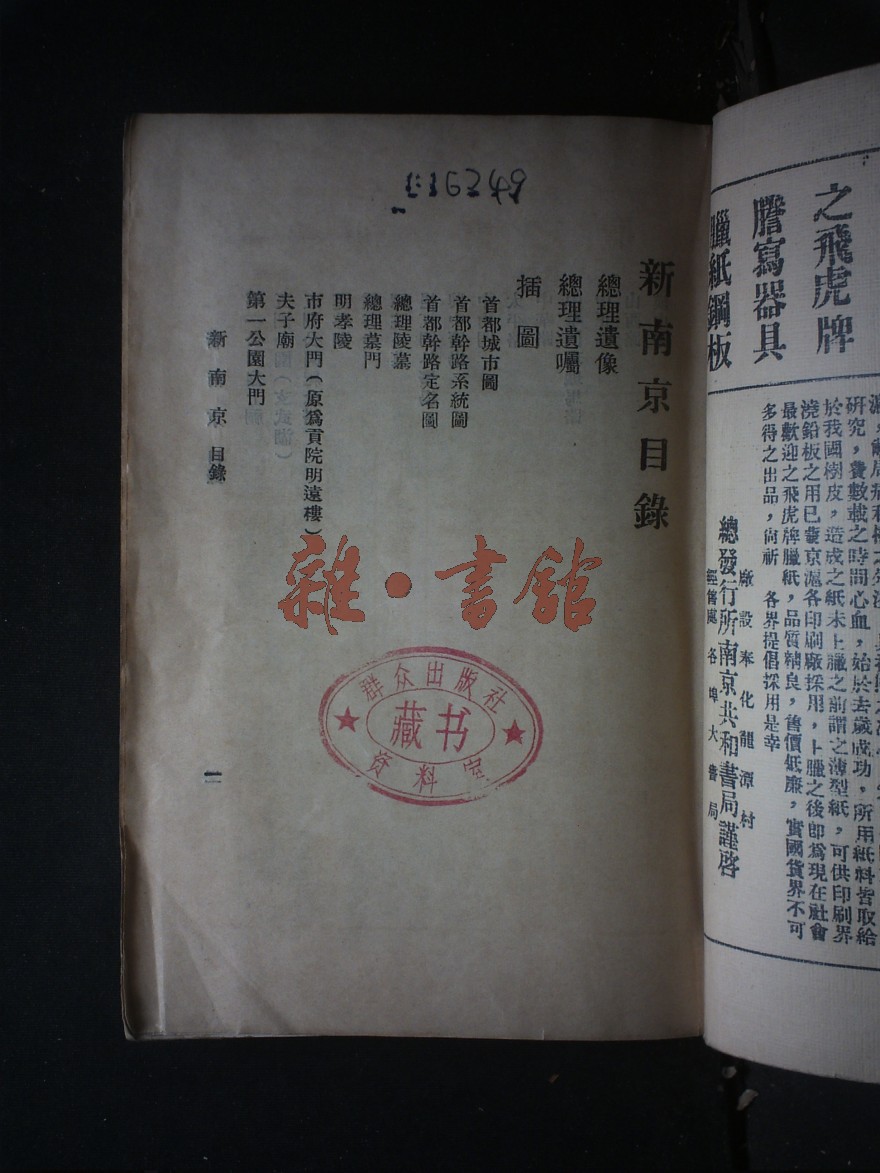 之飛虎牌
謄寫器具
臘紙鋼板
研究，費數載之時間心血，始於去歲成功，所用紙料皆取給
於我國樹皮，造成之紙未上臘之前謂之薄型紙，可供印刷界
澆鉛板之用已蒙京滬各印刷廠採用，上臘之後卽爲現在社會
最歡迎之飛虎牌臘紙，品質精良，售價低廉，實國貨界不可
多得之出品，尙祈　各界提倡採用是幸
廠設奉化龍潭村
總發行所南京共和書局謹啓
經售處各埠大書局
116249
新南京目錄
總理遺像
總理遺囑
插圖
首都城市圖
首都幹路系統圖
首都幹路定名圖
總理陵墓
總理墓門
明孝陵
市府大門（原爲貢院明遠樓）
夫子廟
第一公園大門
新南京 目錄
一
雜·書館
群众出版社
藏书
资料室